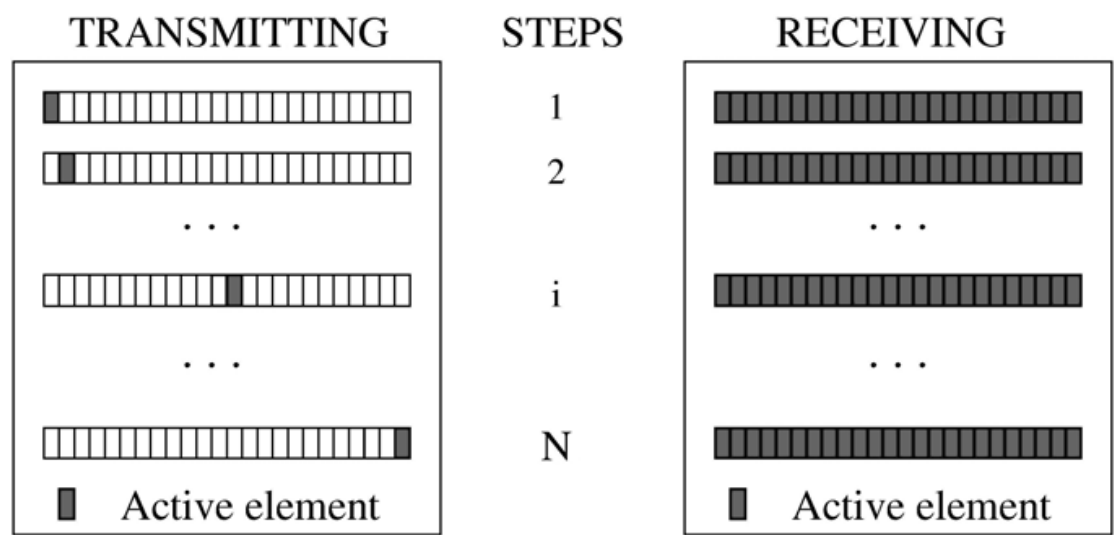 TRANSMITTING STEPS RECEIVING
1
2
. . . . . .
i
. . . . . .
N
Active element Active element